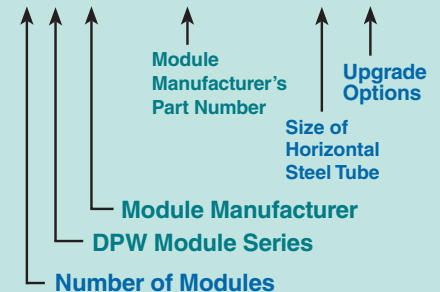 Module
Manufacturer's
Part Number
Upgrade
Options
Size of
Horizontal
Steel Tube
Module Manufacturer
DPW Module Series
Number of Modules